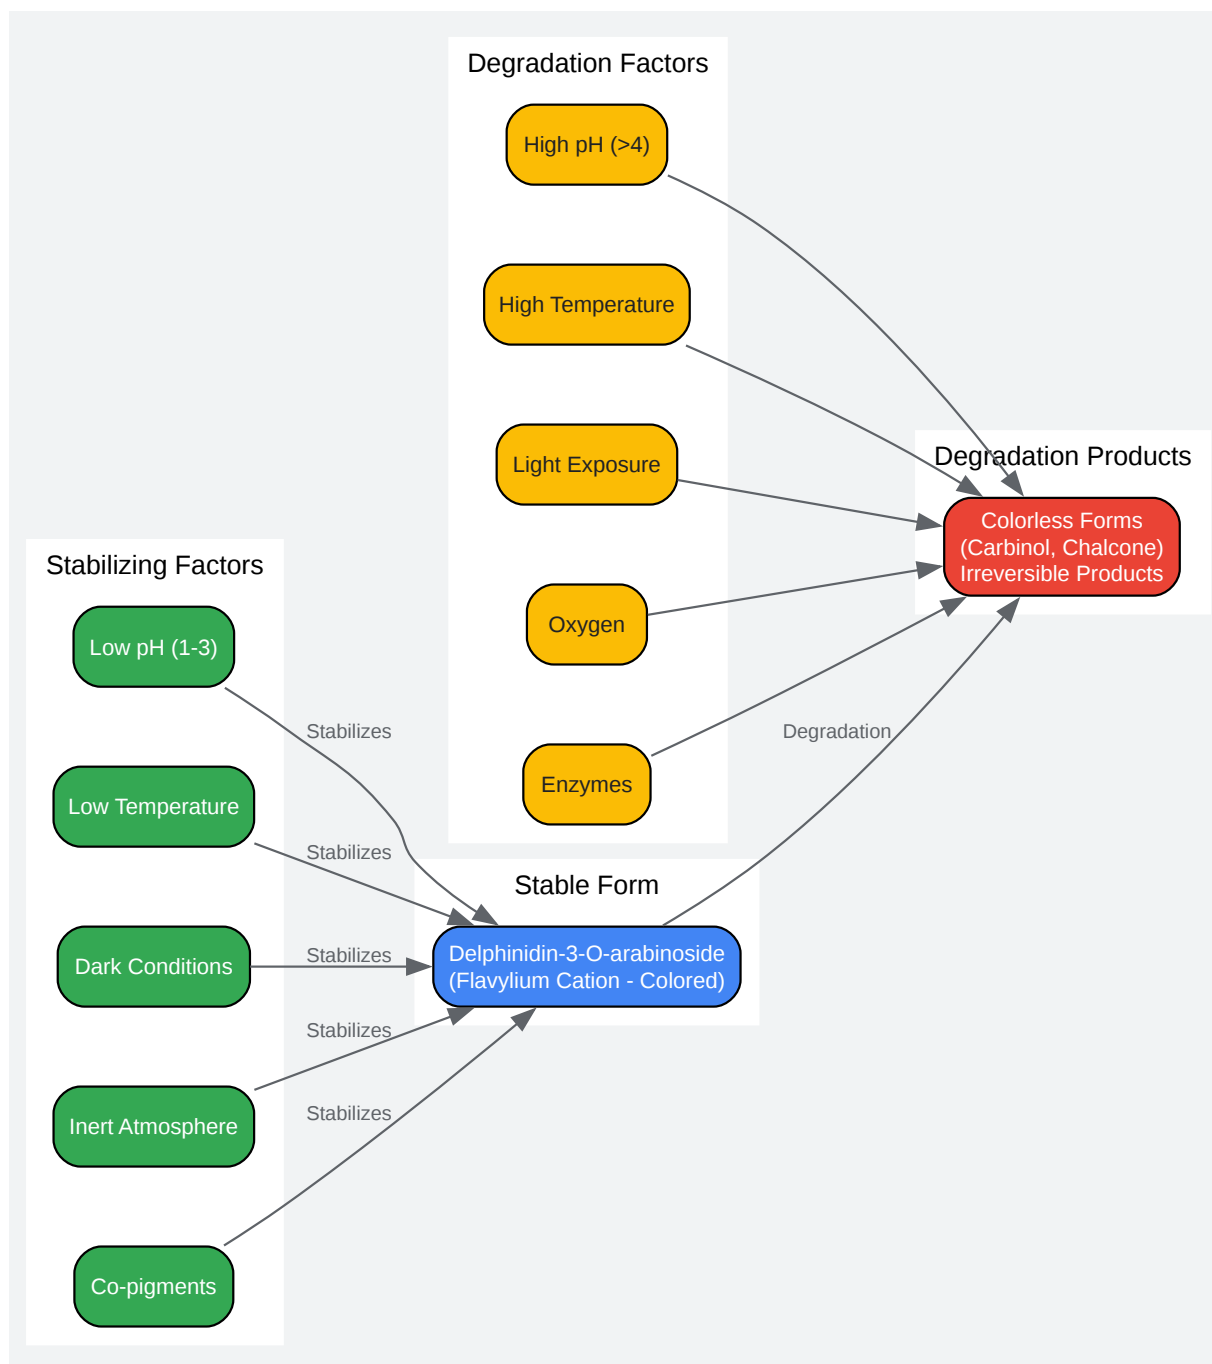 Degradation Factors
High pH (>4)
High Temperature
Light Exposure
Oxygen
Enzymes
Degradation Products
Colorless Forms
(Carbinol, Chalcone)
Irreversible Products
Stabilizing Factors
Low pH (1-3)
Low Temperature
Dark Conditions
Inert Atmosphere
Co-pigments
Stabilizes
Stabilizes
Stabilizes
Stabilizes
Stabilizes
Degradation
Stable Form
Delphinidin-3-O-arabinoside
(Flavylium Cation - Colored)